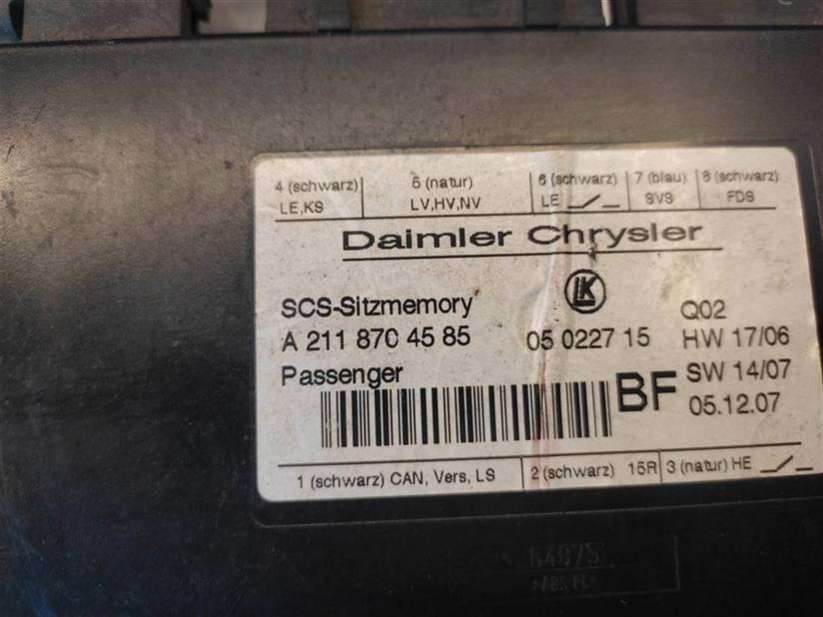 4 (schwarz) 5 (natur) 6 (schwarz) 7 (blau) 8 (schwarz)
LE,KS LV,HV,NV LE SVS FDS
Daimler Chrysler
LK
SCS-Sitzmemory Q02
A 211 870 45 85 05 0227 15 HW 17/06
Passenger BF SW 14/07
05.12.07
1 (schwarz) CAN, Vers, LS 2 (schwarz) 15R 3 (natur) HE